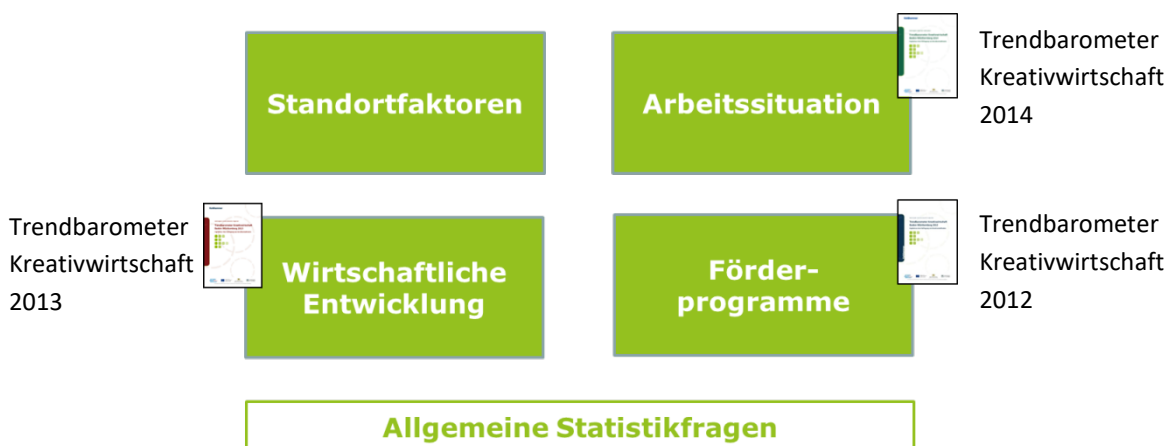 Standortfaktoren
Arbeitssituation
Trendbarometer
Kreativwirtschaft
2014
Trendbarometer
Kreativwirtschaft
2013
Wirtschaftliche
Entwicklung
Förder-
programme
Trendbarometer
Kreativwirtschaft
2012
Allgemeine Statistikfragen